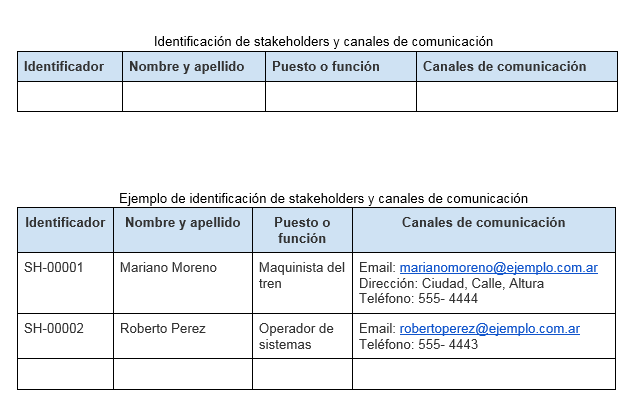 Identificación de stakeholders y canales de comunicación
Identificador Nombre y apellido Puesto o función Canales de comunicación
Ejemplo de identificación de stakeholders y canales de comunicación
Identificador Nombre y apellido Puesto o función Canales de comunicación
SH-00001 Mariano Moreno Maquinista del tren Email: marianomoreno@ejemplo.com.ar
Dirección: Ciudad, Calle, Altura
Teléfono: 555- 4444
SH-00002 Roberto Perez Operador de sistemas Email: robertoperez@ejemplo.com.ar
Teléfono: 555- 4443